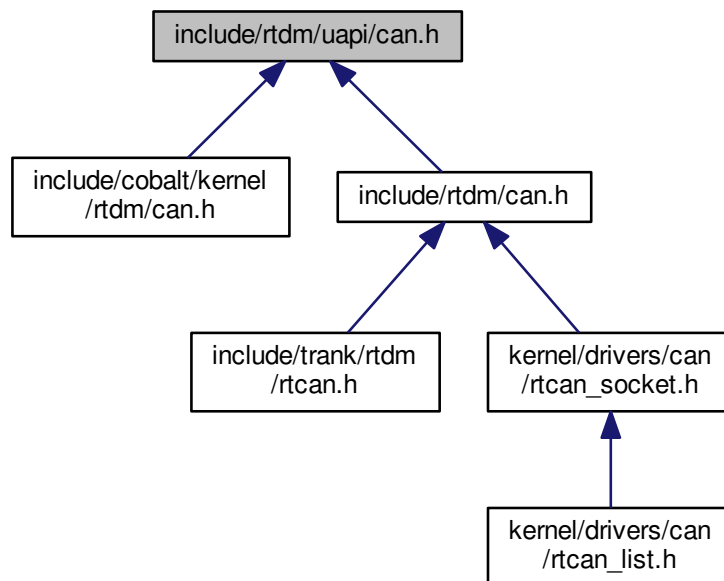 include/rtdm/uapi/can.h
include/cobalt/kernel
/rtdm/can.h
include/rtdm/can.h
include/trank/rtdm
/rtcan.h
kernel/drivers/can
/rtcan_socket.h
kernel/drivers/can
/rtcan_list.h